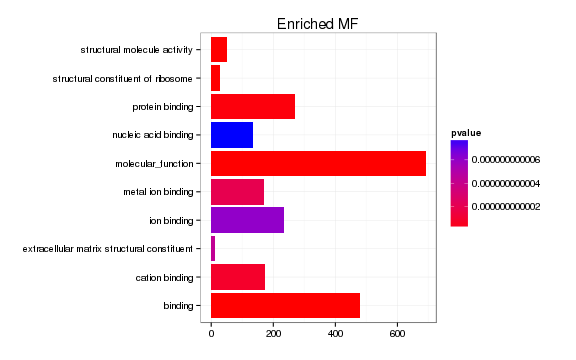 Enriched MF
structural molecule activity
structural constituent of ribosome
protein binding
nucleic acid binding
molecular_function
metal ion binding
ion binding
extracellular matrix structural constituent
cation binding
binding
0 200 400 600
pvalue
0.000000000006
0.000000000004
0.000000000002